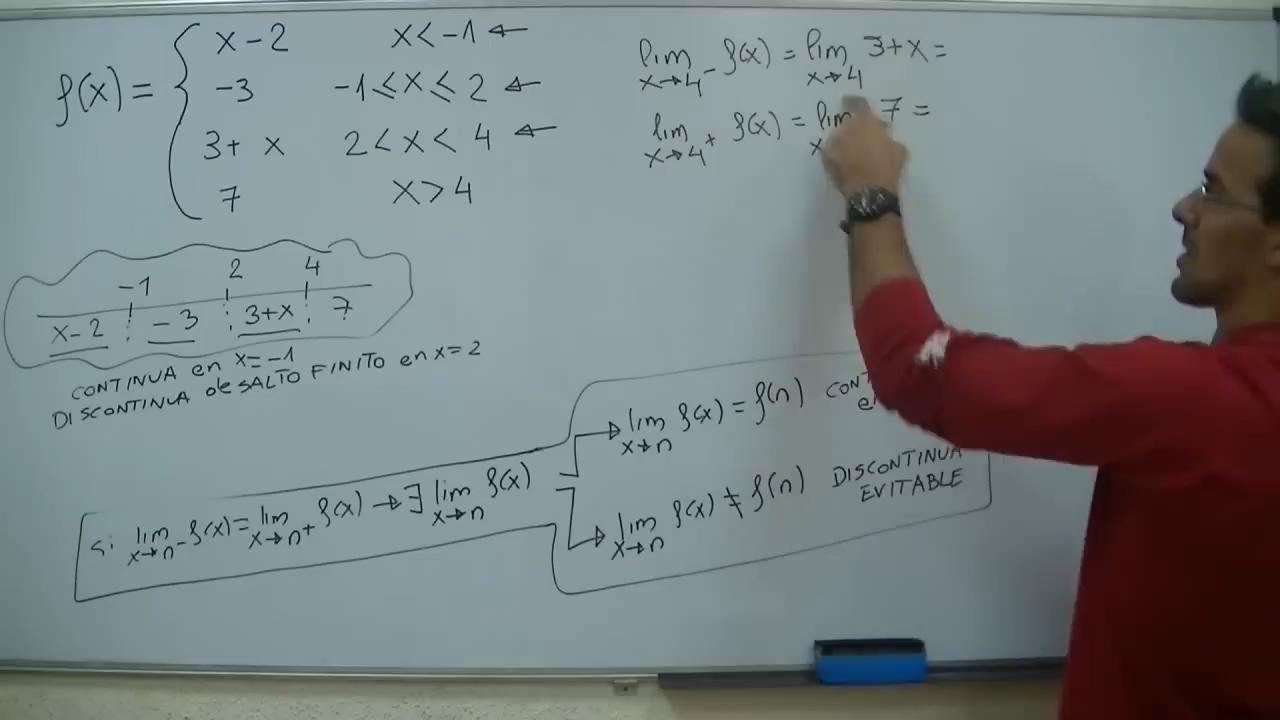 f(x) = { x-2 x<-1 ←
-3 -1≤x≤2 ←
3+ x 2<x<4 ←
7 x>4
-1 2 4
x-2 -3 3+x 7
CONTINUA en x=-1
DISCONTINUA de SALTO FINITO en x=2
Si lim x→n- f(x) = lim x→n+ f(x) → ∃ lim x→n f(x)
lim x→n f(x) = f(n)
lim x→n f(x) ≠ f(n) DISCONTINUA
EVITABLE
lim x→4- f(x) = lim x→4 3+x =
lim x→4+ f(x) = lim 7 =